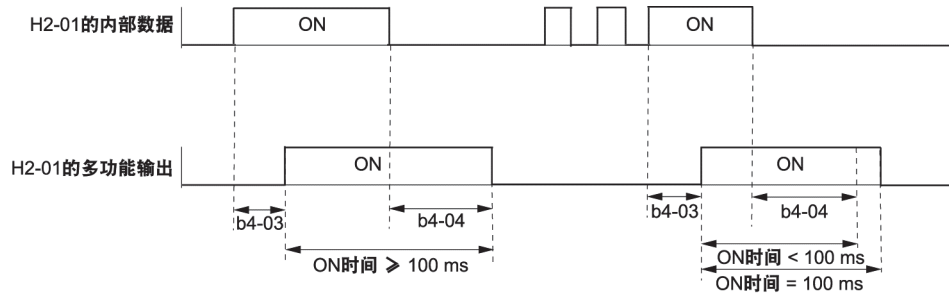 H2-01的内部数据
ON
ON
H2-01的多功能输出
ON
ON
b4-03
b4-04
b4-03
b4-04
ON时间 ⩾ 100 ms
ON时间 < 100 ms
ON时间 = 100 ms